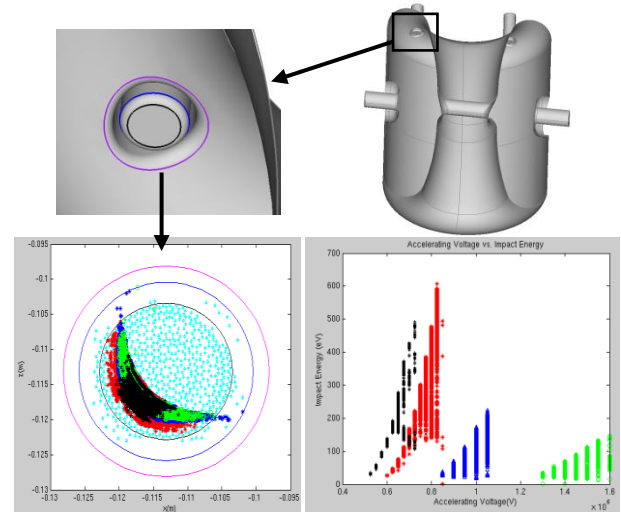 -0.095
-0.1
-0.105
-0.11
-0.115
-0.12
-0.125
-0.13
-0.13 -0.125 -0.12 -0.115 -0.11 -0.105 -0.1 -0.095
x(m)
Accelerating Voltage vs. Impact Energy
Impact Energy (eV)
700
600
500
400
300
200
100
0
0.4 0.6 0.8 1.0 1.2 1.4 1.6
Accelerating Voltage(V)
× 10⁶